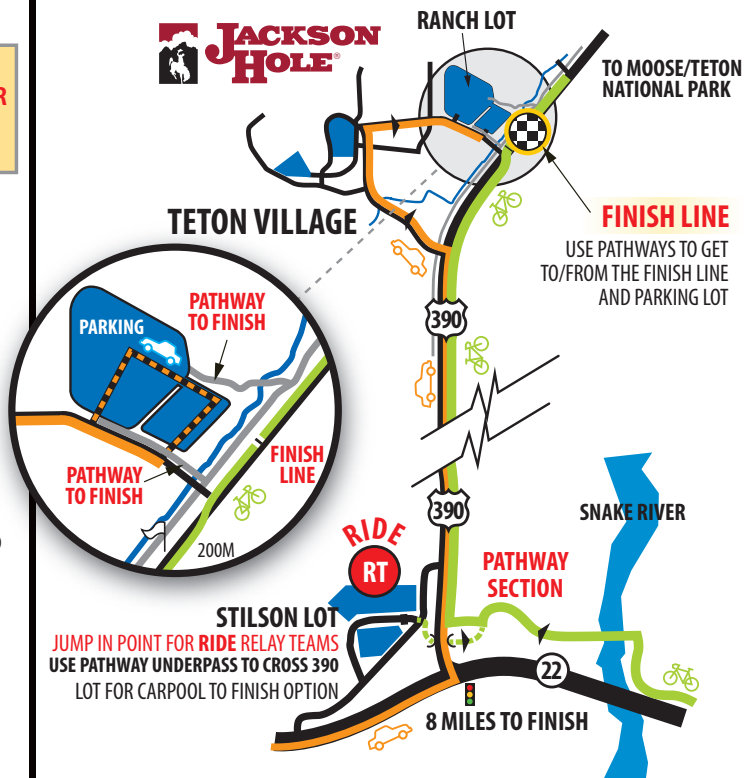 R
JACKSON
HOLE®
RANCH LOT
TO MOOSE/TETON
NATIONAL PARK
TETON VILLAGE
FINISH LINE
USE PATHWAYS TO GET
TO/FROM THE FINISH LINE
AND PARKING LOT
390
PARKING
PATHWAY
TO FINISH
PATHWAY
TO FINISH
FINISH
LINE
200M
390
SNAKE RIVER
RIDE
RT
PATHWAY
SECTION
STILSON LOT
JUMP IN POINT FOR RIDE RELAY TEAMS
USE PATHWAY UNDERPASS TO CROSS 390
LOT FOR CARPOOL TO FINISH OPTION
22
8 MILES TO FINISH